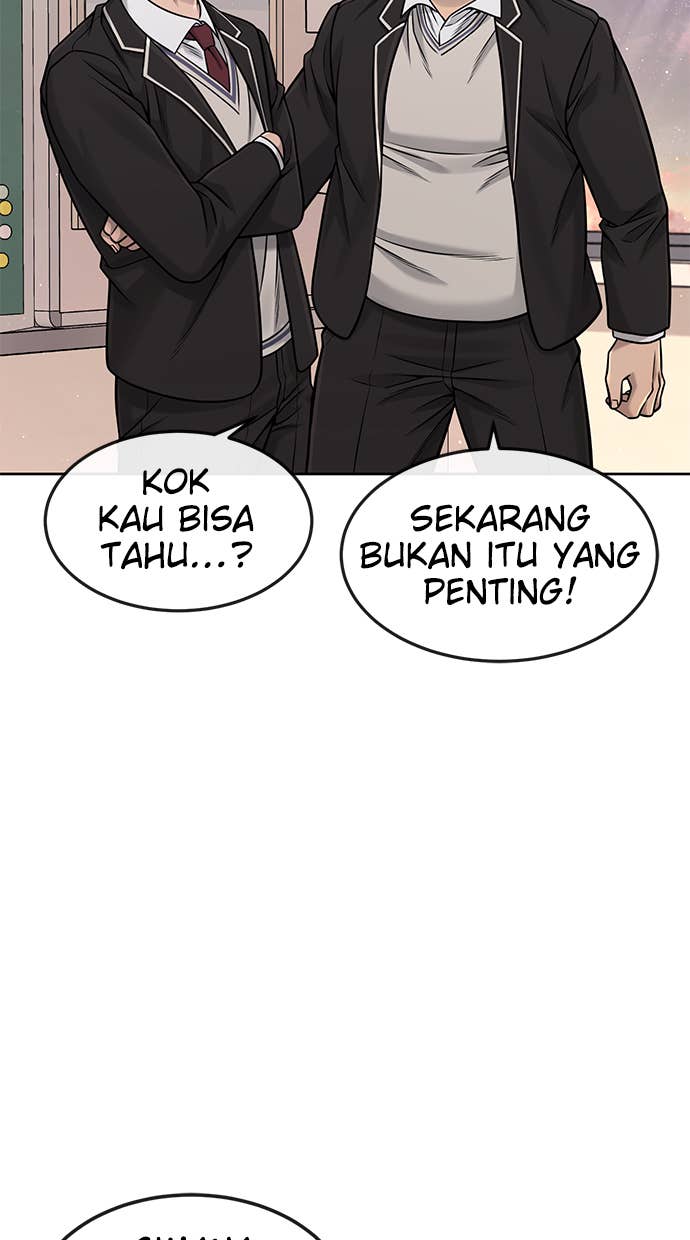 KOK
KAU BISA
TAHU...?
SEKARANG
BUKAN ITU YANG
PENTING!